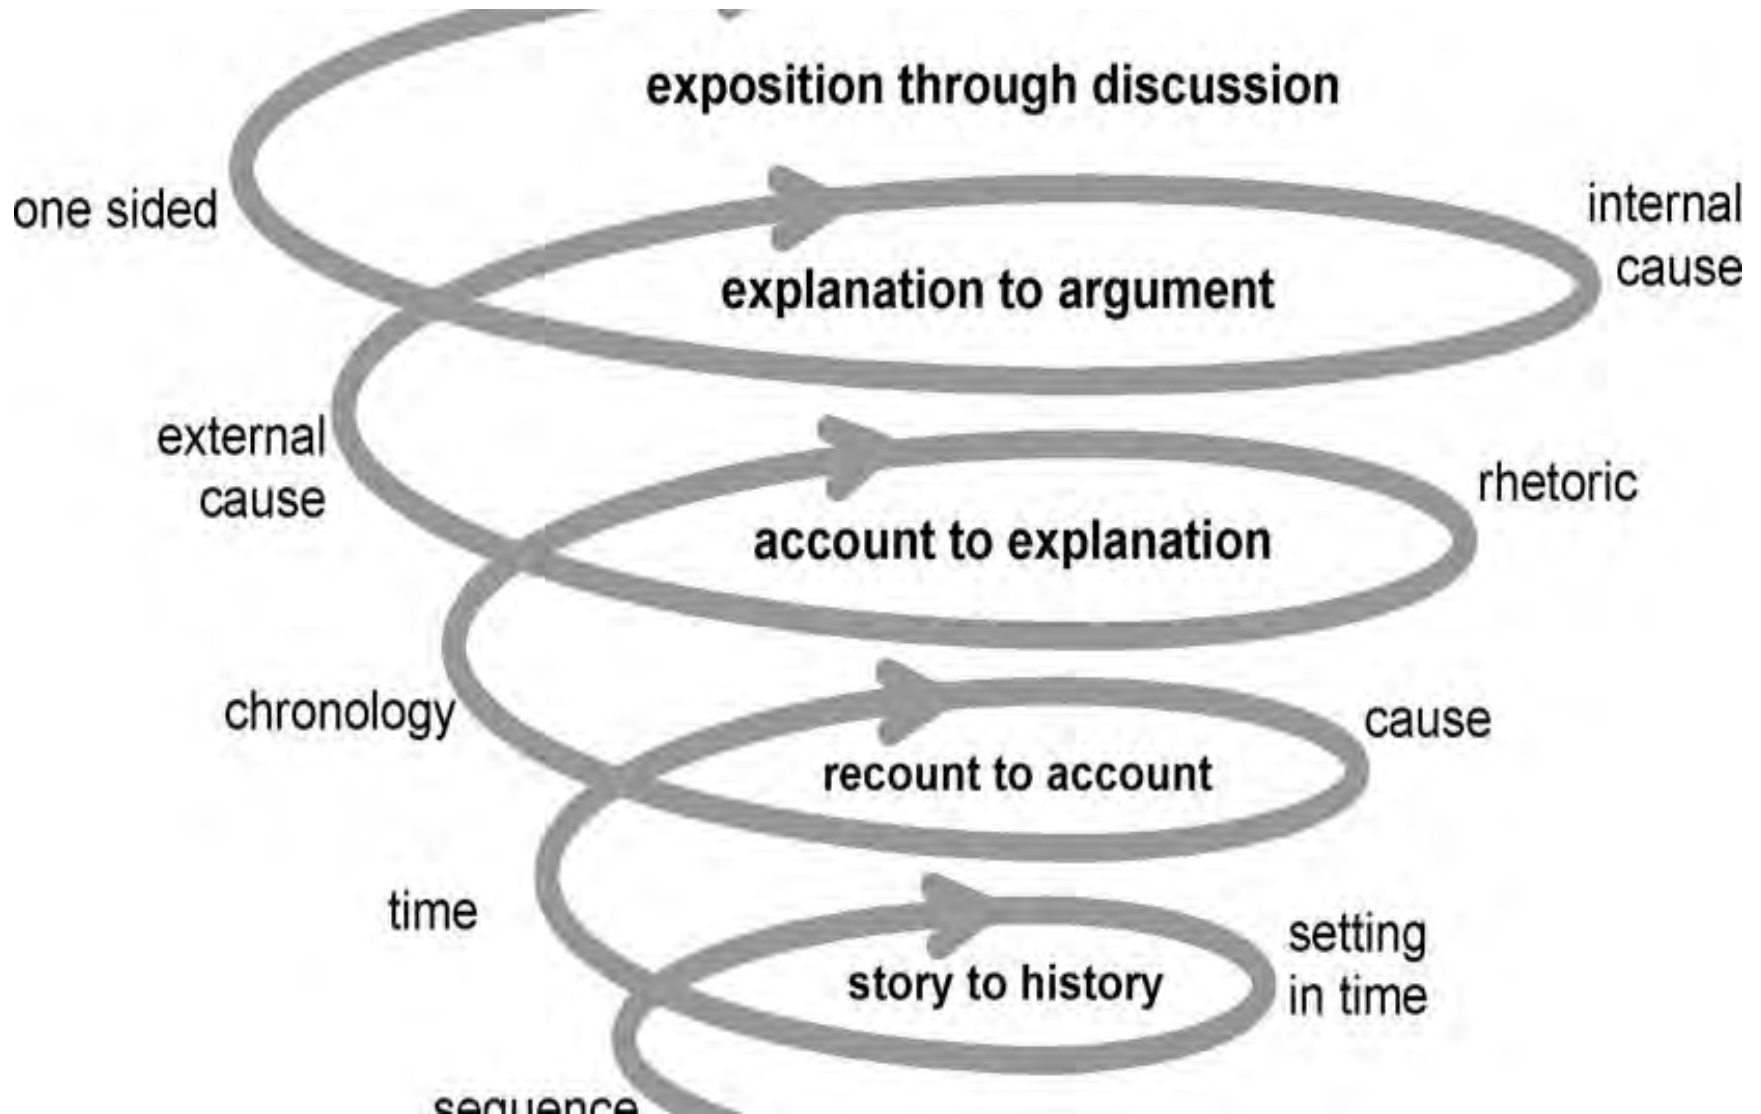 exposition through discussion
one sided
internal
cause
explanation to argument
external
cause
rhetoric
account to explanation
chronology
cause
recount to account
time
setting
in time
story to history
sequence